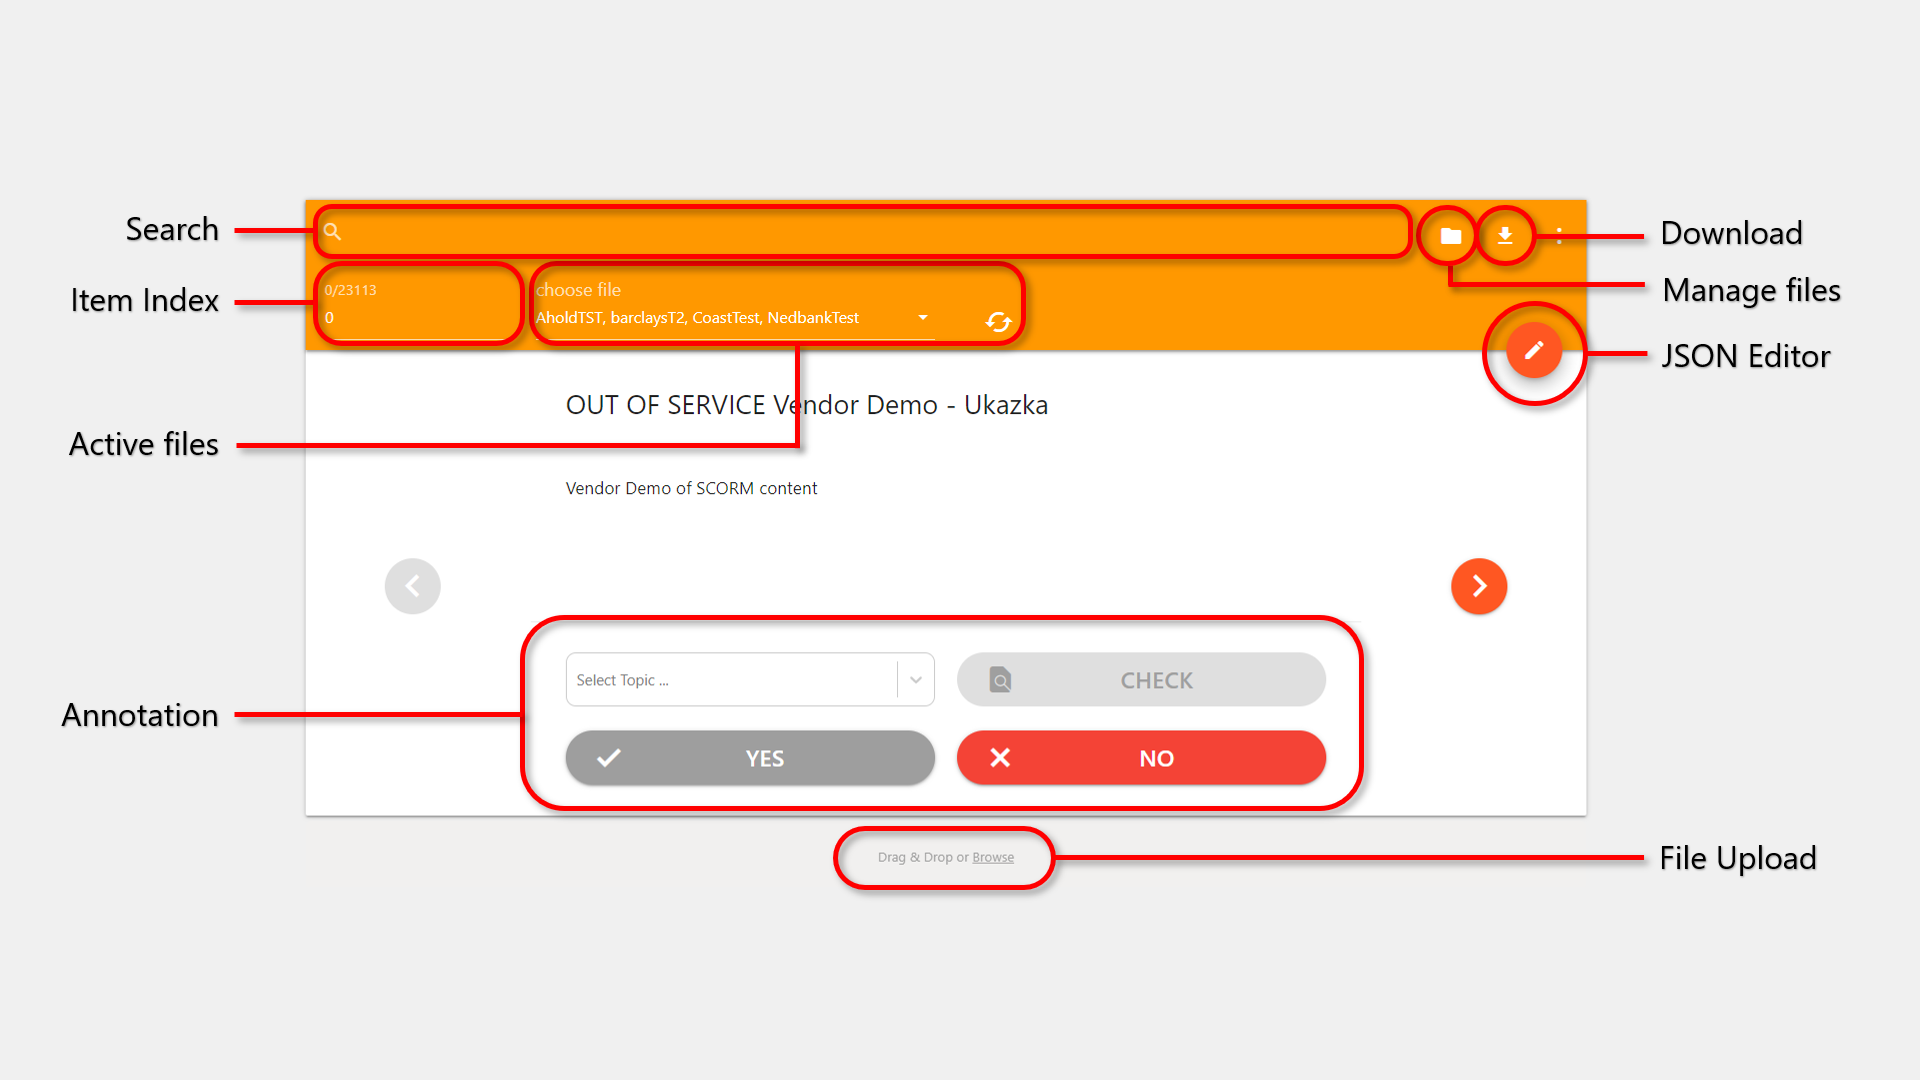 Search
Download
Manage files
Item Index
0/23113
0
choose file
AholdTST, barclaysT2, CoastTest, NedbankTest
JSON Editor
OUT OF SERVICE Vendor Demo - Ukazka
Active files
Vendor Demo of SCORM content
Annotation
Select Topic ...
CHECK
YES
NO
Drag & Drop or Browse
File Upload